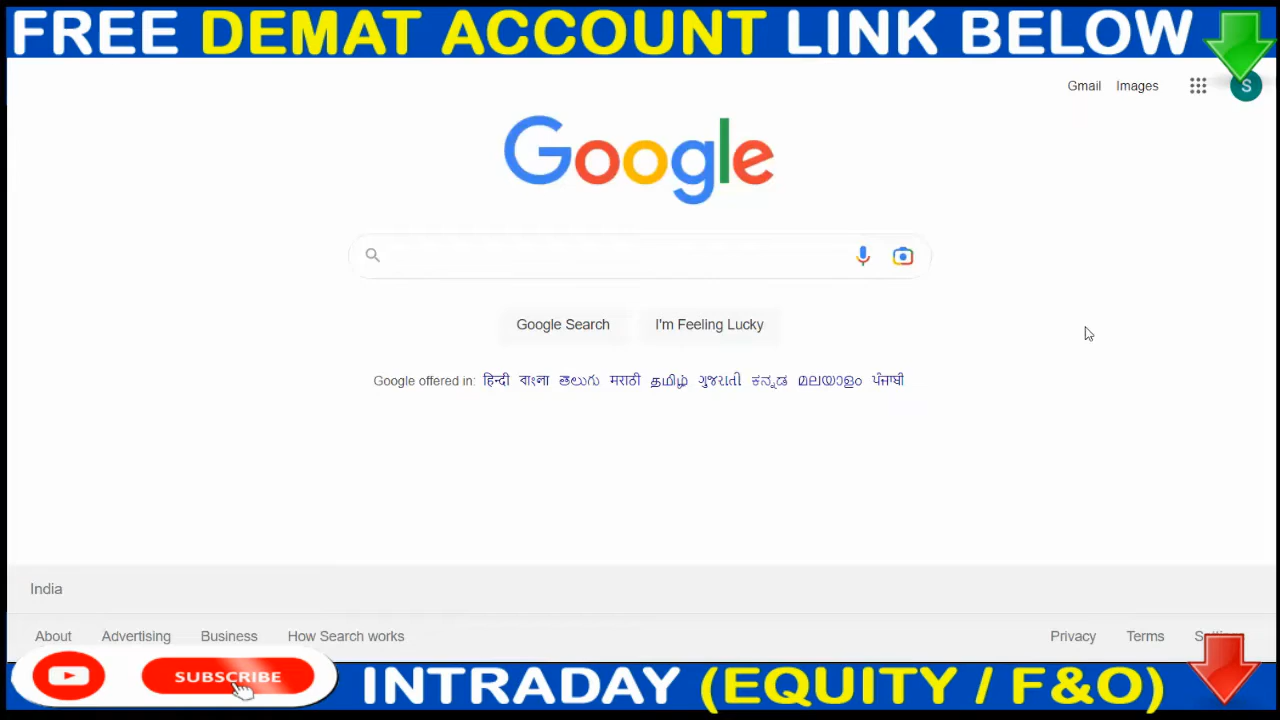 FREE DEMAT ACCOUNT LINK BELOW
Gmail Images
S
Google
Google Search I'm Feeling Lucky
Google offered in: हिन्दी বাংলা తెలుగు मराठी தமிழ் ગુજરાતી ಕನ್ನಡ മലയാളം ਪੰਜਾਬੀ
India
About Advertising Business How Search works Privacy Terms
SUBSCRIBE
INTRADAY (EQUITY / F&O)